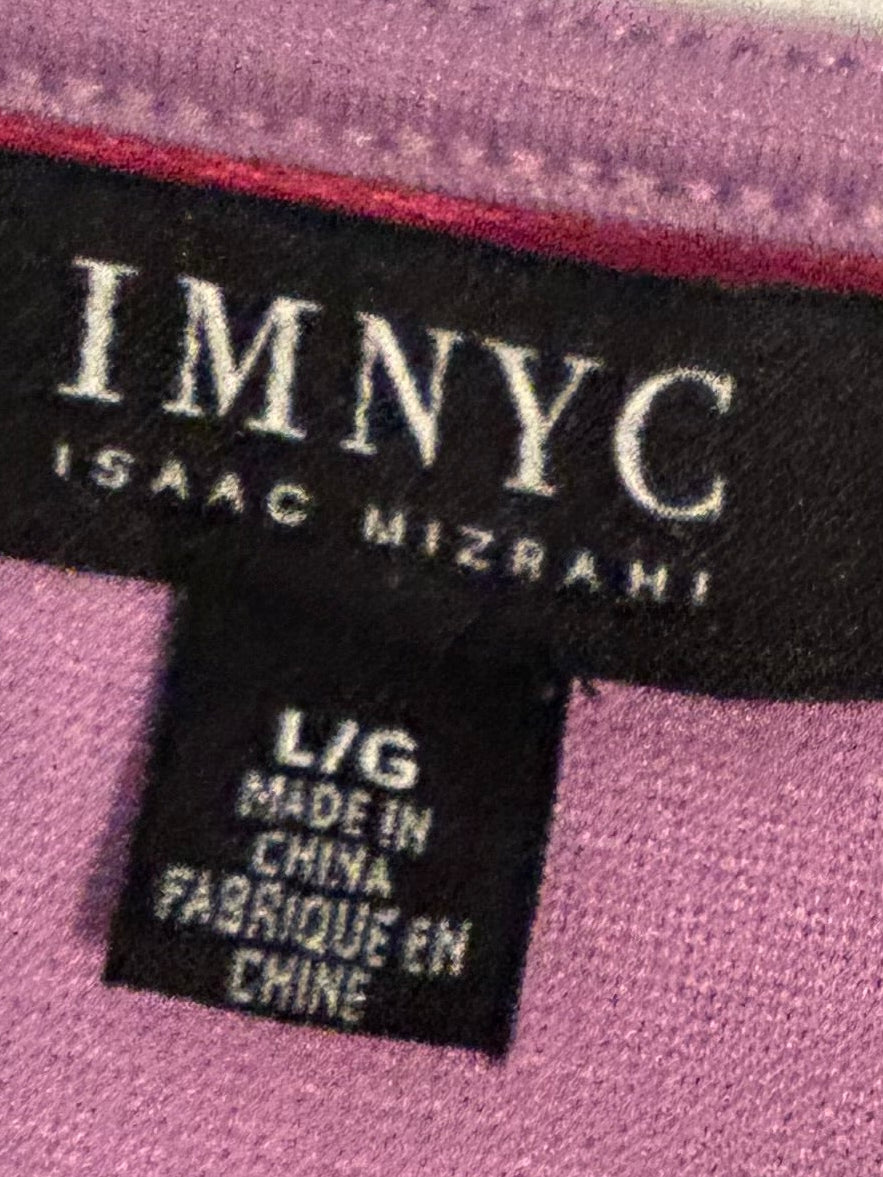 IMNYC
ISAAC MIZRAHI
L/G
MADE IN
CHINA
FABRIQUE EN
CHINE